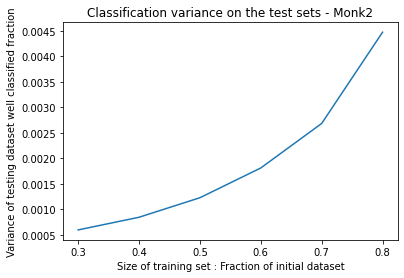 Classification variance on the test sets - Monk2
Variance of testing dataset well classified fraction
0.0045
0.0040
0.0035
0.0030
0.0025
0.0020
0.0015
0.0010
0.0005
0.3 0.4 0.5 0.6 0.7 0.8
Size of training set : Fraction of initial dataset